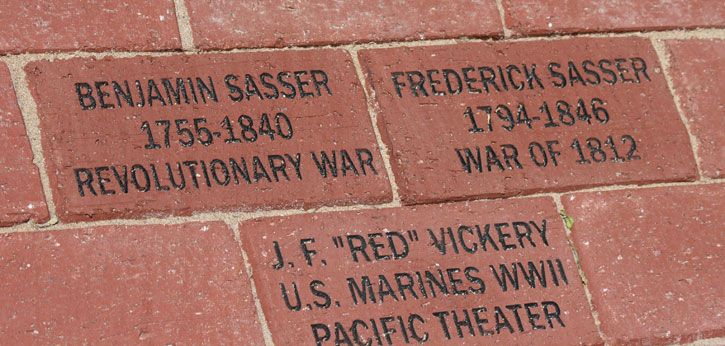 BENJAMIN SASSER
1755-1840
REVOLUTIONARY WAR
FREDERICK SASSER
1794-1846
WAR OF 1812
J. F. "RED" VICKERY
U.S. MARINES WWII
PACIFIC THEATER